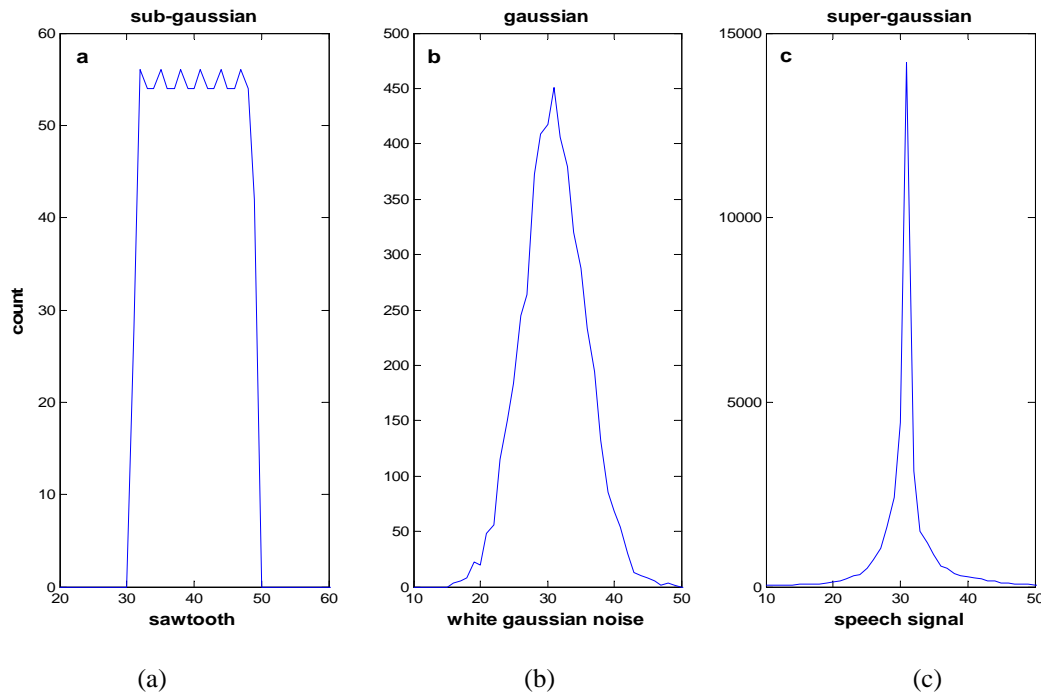 sub-gaussian
a
60
50
40
30
20
10
0
count
20 30 40 50 60
sawtooth
(a)
gaussian
b
500
450
400
350
300
250
200
150
100
50
0
10 20 30 40 50
white gaussian noise
(b)
super-gaussian
c
15000
10000
5000
0
10 20 30 40 50
speech signal
(c)